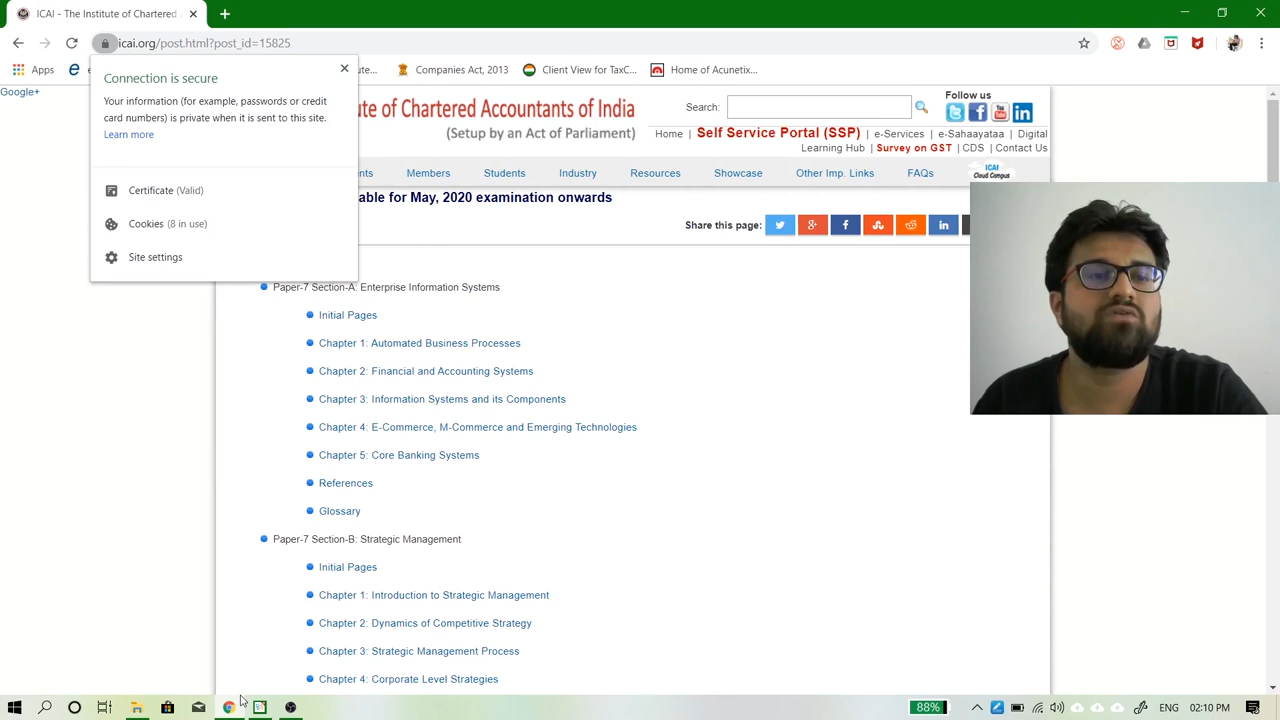 ICAI - The Institute of Chartered
icai.org/post.html?post_id=15825
Apps
Companies Act, 2013
Client View for TaxC...
Home of Acunetix...
Google+
Connection is secure
Your information (for example, passwords or credit
card numbers) is private when it is sent to this site.
Learn more
Certificate (Valid)
Cookies (8 in use)
Site settings
te of Chartered Accountants of India
(Setup by an Act of Parliament)
Search:
Follow us
Home | Self Service Portal (SSP) | e-Services | e-Sahaayataa | Digital
Learning Hub | Survey on GST | CDS | Contact Us
nts
Members
Students
Industry
Resources
Showcase
Other Imp. Links
FAQs
ICAI
Cloud Campus
able for May, 2020 examination onwards
Share this page:
Paper-7 Section-A: Enterprise Information Systems
Initial Pages
Chapter 1: Automated Business Processes
Chapter 2: Financial and Accounting Systems
Chapter 3: Information Systems and its Components
Chapter 4: E-Commerce, M-Commerce and Emerging Technologies
Chapter 5: Core Banking Systems
References
Glossary
Paper-7 Section-B: Strategic Management
Initial Pages
Chapter 1: Introduction to Strategic Management
Chapter 2: Dynamics of Competitive Strategy
Chapter 3: Strategic Management Process
Chapter 4: Corporate Level Strategies
88%
ENG
02:10 PM